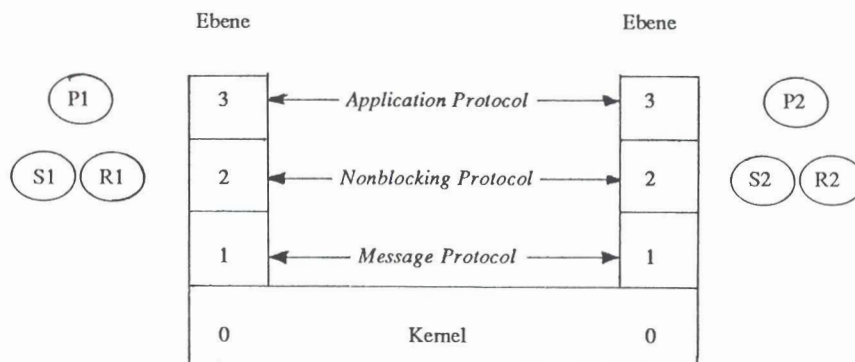 Ebene Ebene
P1 3 Application Protocol 3 P2
S1 R1 2 Nonblocking Protocol 2 S2 R2
1 Message Protocol 1
0 Kernel 0